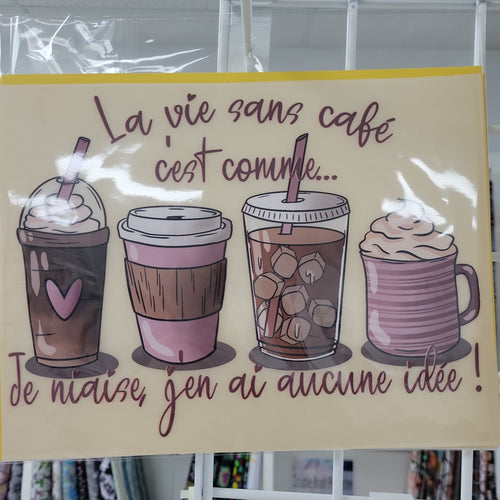 La vie sans café
c'est comme...
Je niaise, j'en ai aucune idée !